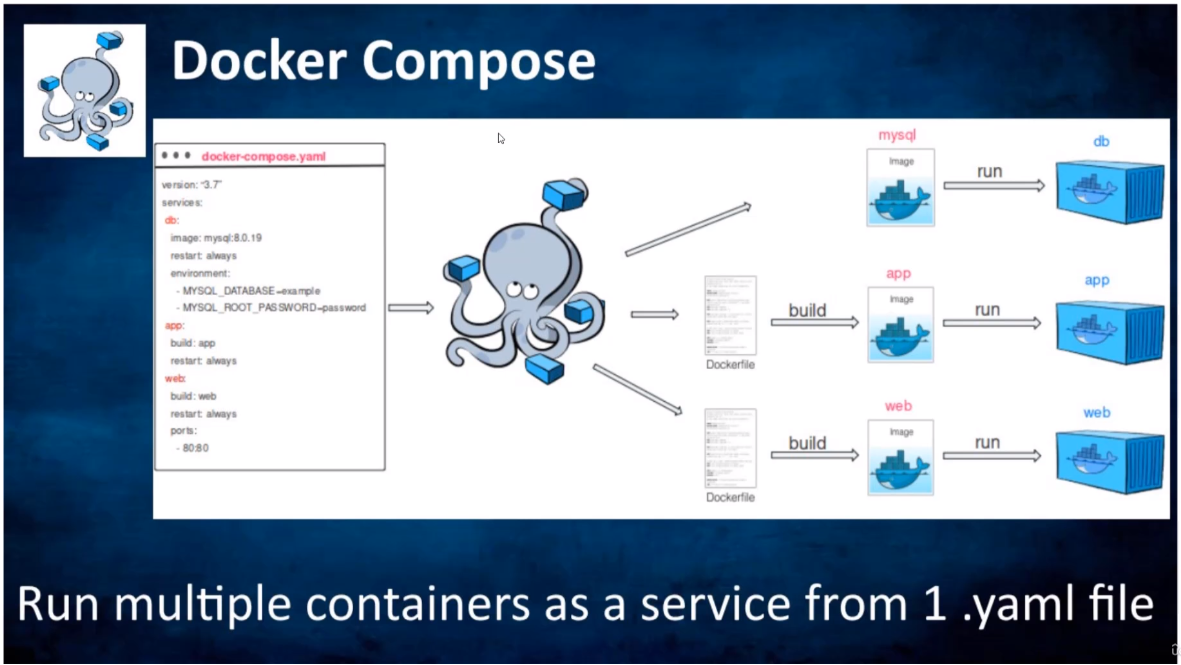 Docker Compose
docker-compose.yaml
version: "3.7"
services:
db:
image: mysql:8.0.19
restart: always
environment:
- MYSQL_DATABASE=example
- MYSQL_ROOT_PASSWORD=password
app:
build: app
restart: always
web:
build: web
restart: always
ports:
- 80:80
mysql
Image
run
db
Dockerfile
build
app
Image
run
app
Dockerfile
build
web
Image
run
web
Run multiple containers as a service from 1 .yaml file